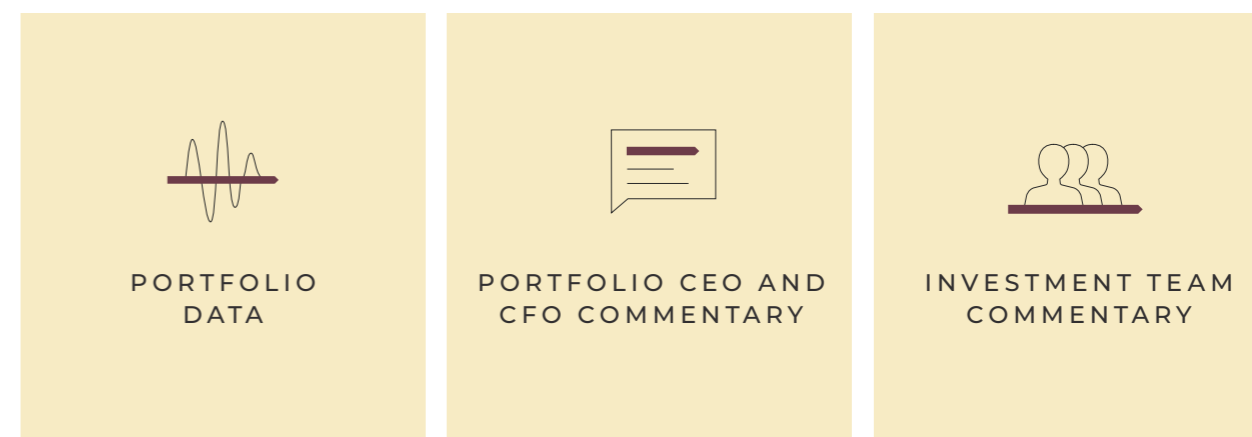 PORTFOLIO
DATA
PORTFOLIO CEO AND
CFO COMMENTARY
INVESTMENT TEAM
COMMENTARY